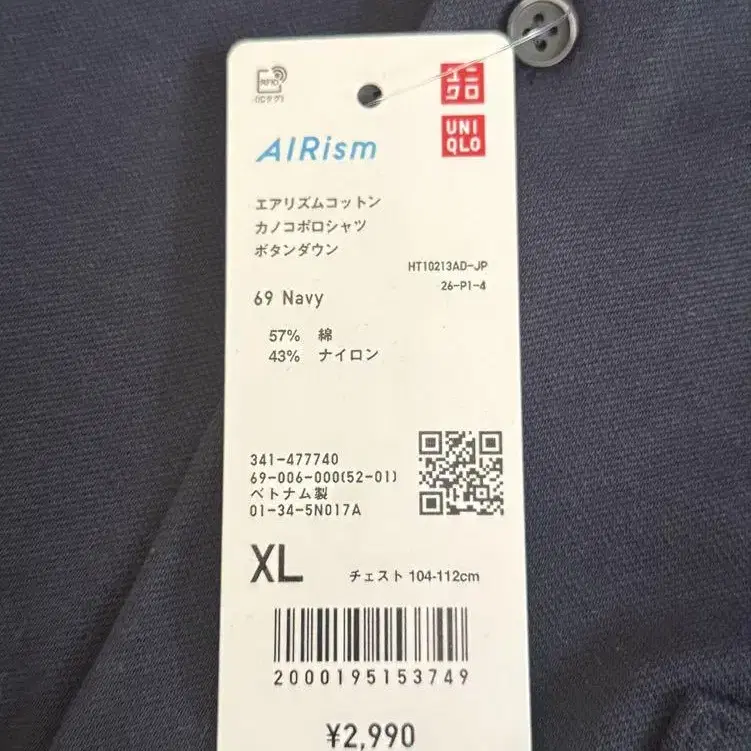 RFID
(ICタグ)
ユニ
クロ
UNI
QLO
AIRism
エアリズムコットン
カノコポロシャツ
ボタンダウン
HT10213AD-JP
26-P1-4
69 Navy
57% 綿
43% ナイロン
341-477740
69-006-000(52-01)
ベトナム製
01-34-5N017A
XL チェスト 104-112cm
2000195153749
¥2,990